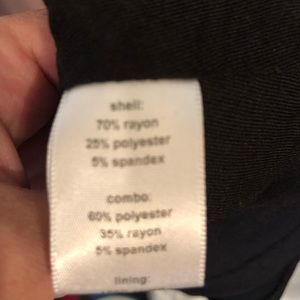 shell:
70% rayon
25% polyester
5% spandex
combo:
60% polyester
35% rayon
5% spandex
lining: